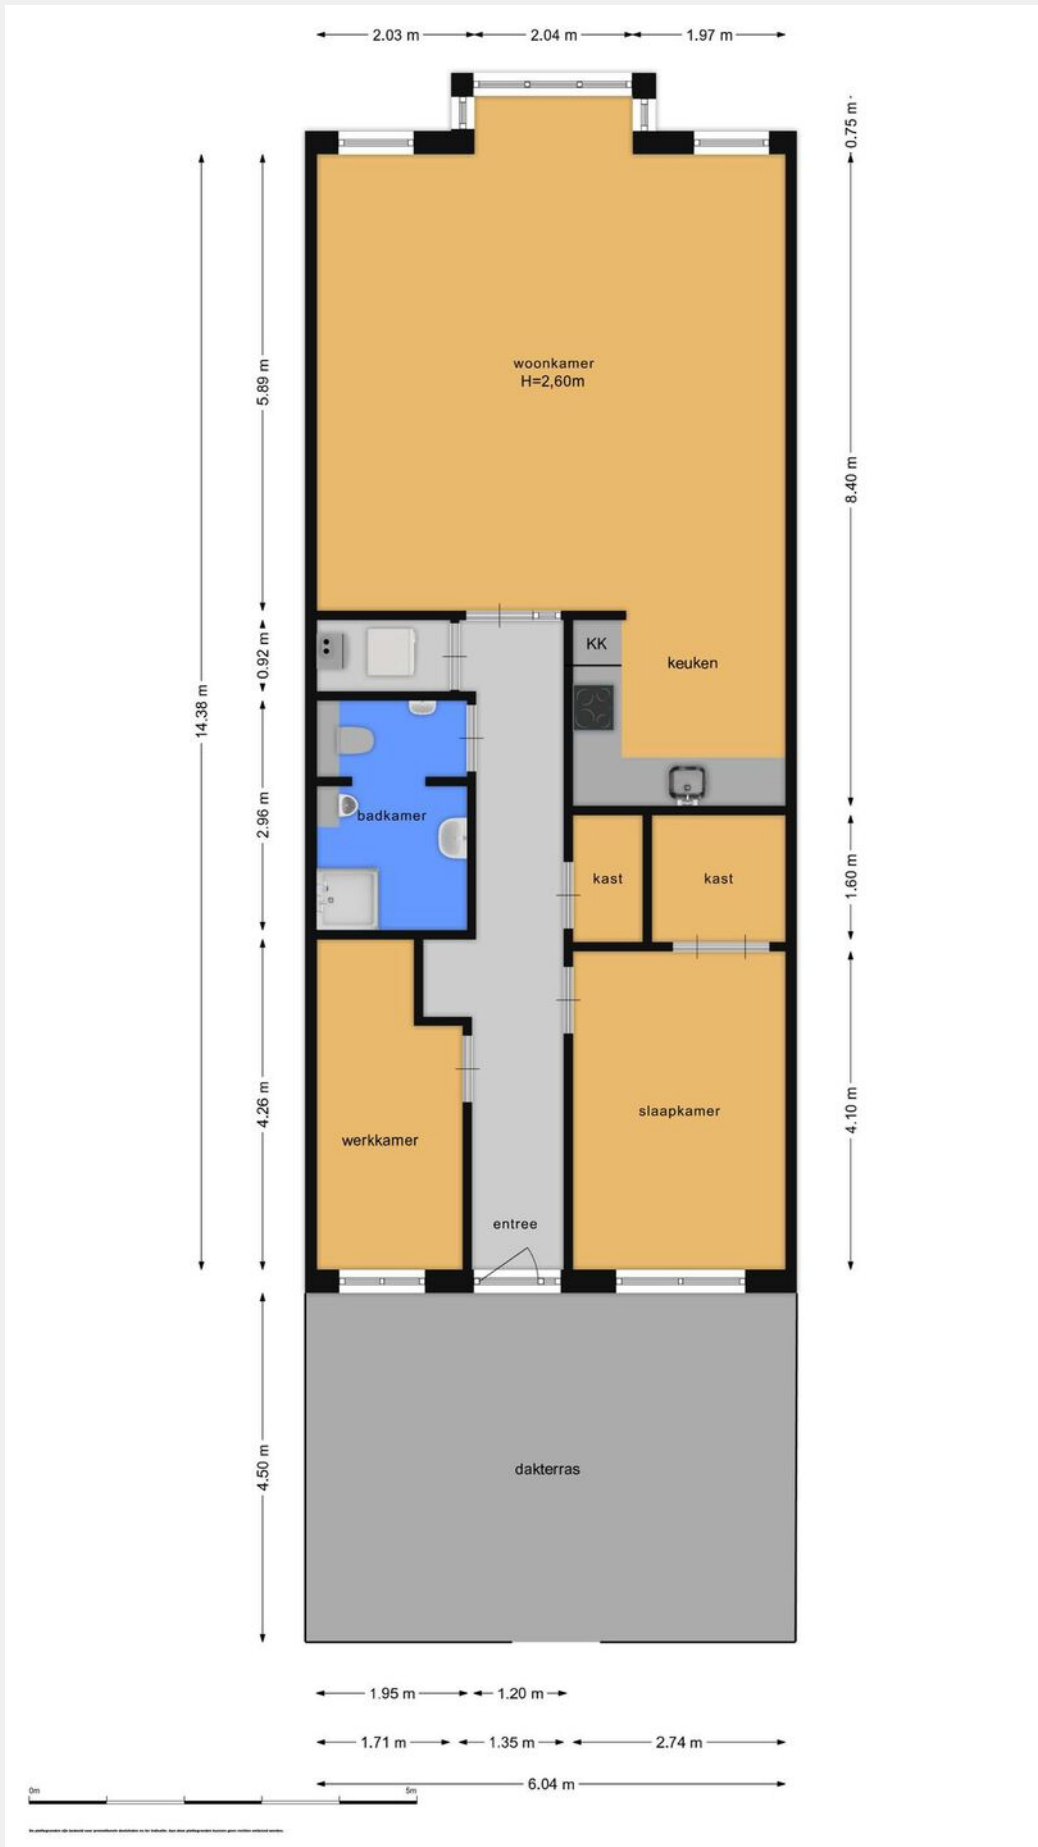 2.03 m 2.04 m 1.97 m
0.75 m
14.38 m
5.89 m
8.40 m
woonkamer
H=2,60m
0.92 m
KK
keuken
2.96 m
badkamer
1.60 m
kast kast
4.26 m
4.10 m
slaapkamer
werkkamer
entree
4.50 m
dakterras
1.95 m 1.20 m
1.71 m 1.35 m 2.74 m
6.04 m
0m 5m